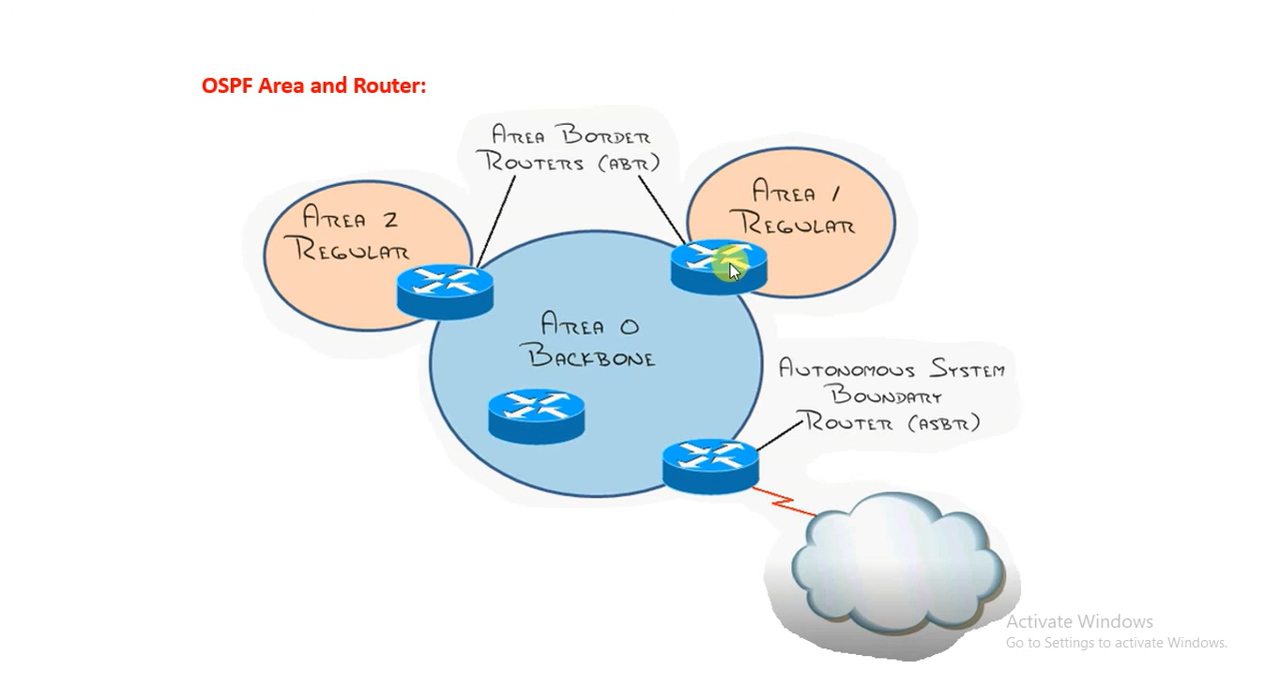 OSPF Area and Router:
AREA BORDER
ROUTERS (ABR)
AREA 2
REGULAR
AREA 1
REGULAR
AREA 0
BACKBONE
AUTONOMOUS SYSTEM
BOUNDARY
ROUTER (ASBR)
Activate Windows
Go to Settings to activate Windows.